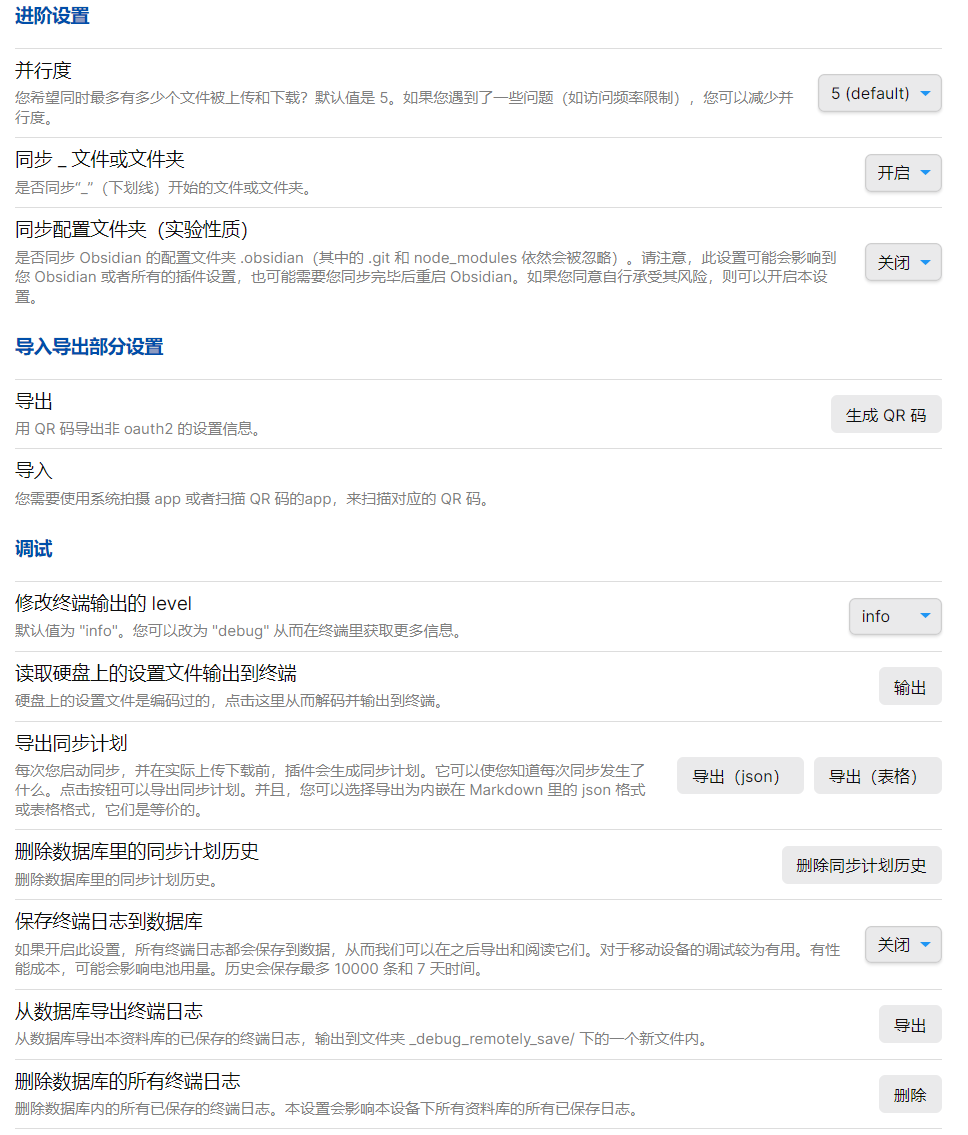 进阶设置
并行度
您希望同时最多有多少个文件被上传和下载？默认值是 5。如果您遇到了一些问题（如访问频率限制），您可以减少并
行度。
5 (default)
同步 _ 文件或文件夹
是否同步“_”（下划线）开始的文件或文件夹。
开启
同步配置文件夹（实验性质）
是否同步 Obsidian 的配置文件夹 .obsidian（其中的 .git 和 node_modules 依然会被忽略）。请注意，此设置可能会影响到
您 Obsidian 或者所有的插件设置，也可能需要您同步完毕后重启 Obsidian。如果您同意自行承受其风险，则可以开启本设
置。
关闭
导入导出部分设置
导出
用 QR 码导出非 oauth2 的设置信息。
生成 QR 码
导入
您需要使用系统拍摄 app 或者扫描 QR 码的app，来扫描对应的 QR 码。
调试
修改终端输出的 level
默认值为 "info"。您可以改为 "debug" 从而在终端里获取更多信息。
info
读取硬盘上的设置文件输出到终端
硬盘上的设置文件是编码过的，点击这里从而解码并输出到终端。
输出
导出同步计划
每次您启动同步，并在实际上传下载前，插件会生成同步计划。它可以使您知道每次同步发生了
什么。点击按钮可以导出同步计划。并且，您可以选择导出为内嵌在 Markdown 里的 json 格式
或表格格式，它们是等价的。
导出（json）
导出（表格）
删除数据库里的同步计划历史
删除数据库里的同步计划历史。
删除同步计划历史
保存终端日志到数据库
如果开启此设置，所有终端日志都会保存到数据，从而我们可以在之后导出和阅读它们。对于移动设备的调试较为有用。有性
能成本，可能会影响电池用量。历史会保存最多 10000 条和 7 天时间。
关闭
从数据库导出终端日志
从数据库导出本资料库的已保存的终端日志，输出到文件夹 _debug_remotely_save/ 下的一个新文件内。
导出
删除数据库的所有终端日志
删除数据库内的所有已保存的终端日志。本设置会影响本设备下所有资料库的所有已保存日志。
删除